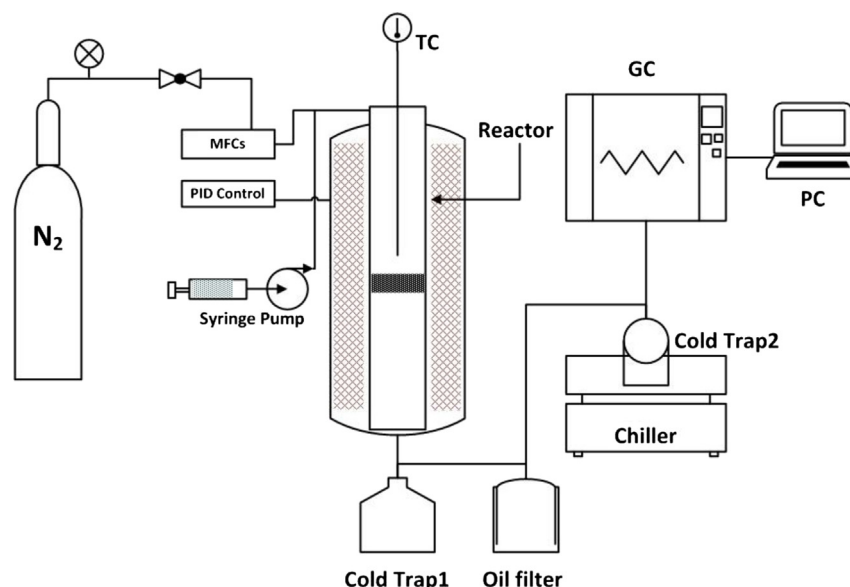 TC
GC
MFCs
Reactor
PID Control
PC
N₂
Syringe Pump
Cold Trap2
Chiller
Cold Trap1
Oil filter